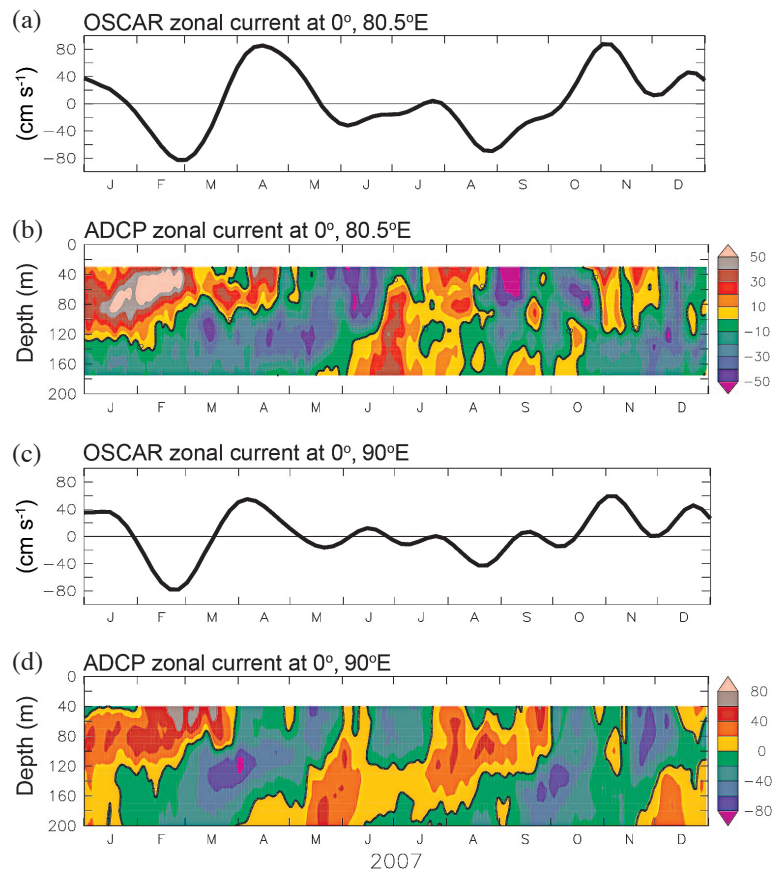 (a) OSCAR zonal current at 0°, 80.5°E
80
40
0
-40
-80
(cm s⁻¹)
J F M A M J J A S O N D
(b) ADCP zonal current at 0°, 80.5°E
0
40
80
120
160
200
Depth (m)
50
30
10
-10
-30
-50
J F M A M J J A S O N D
(c) OSCAR zonal current at 0°, 90°E
80
40
0
-40
-80
(cm s⁻¹)
J F M A M J J A S O N D
(d) ADCP zonal current at 0°, 90°E
0
40
80
120
160
200
Depth (m)
80
40
0
-40
-80
J F M A M J J A S O N D
2007